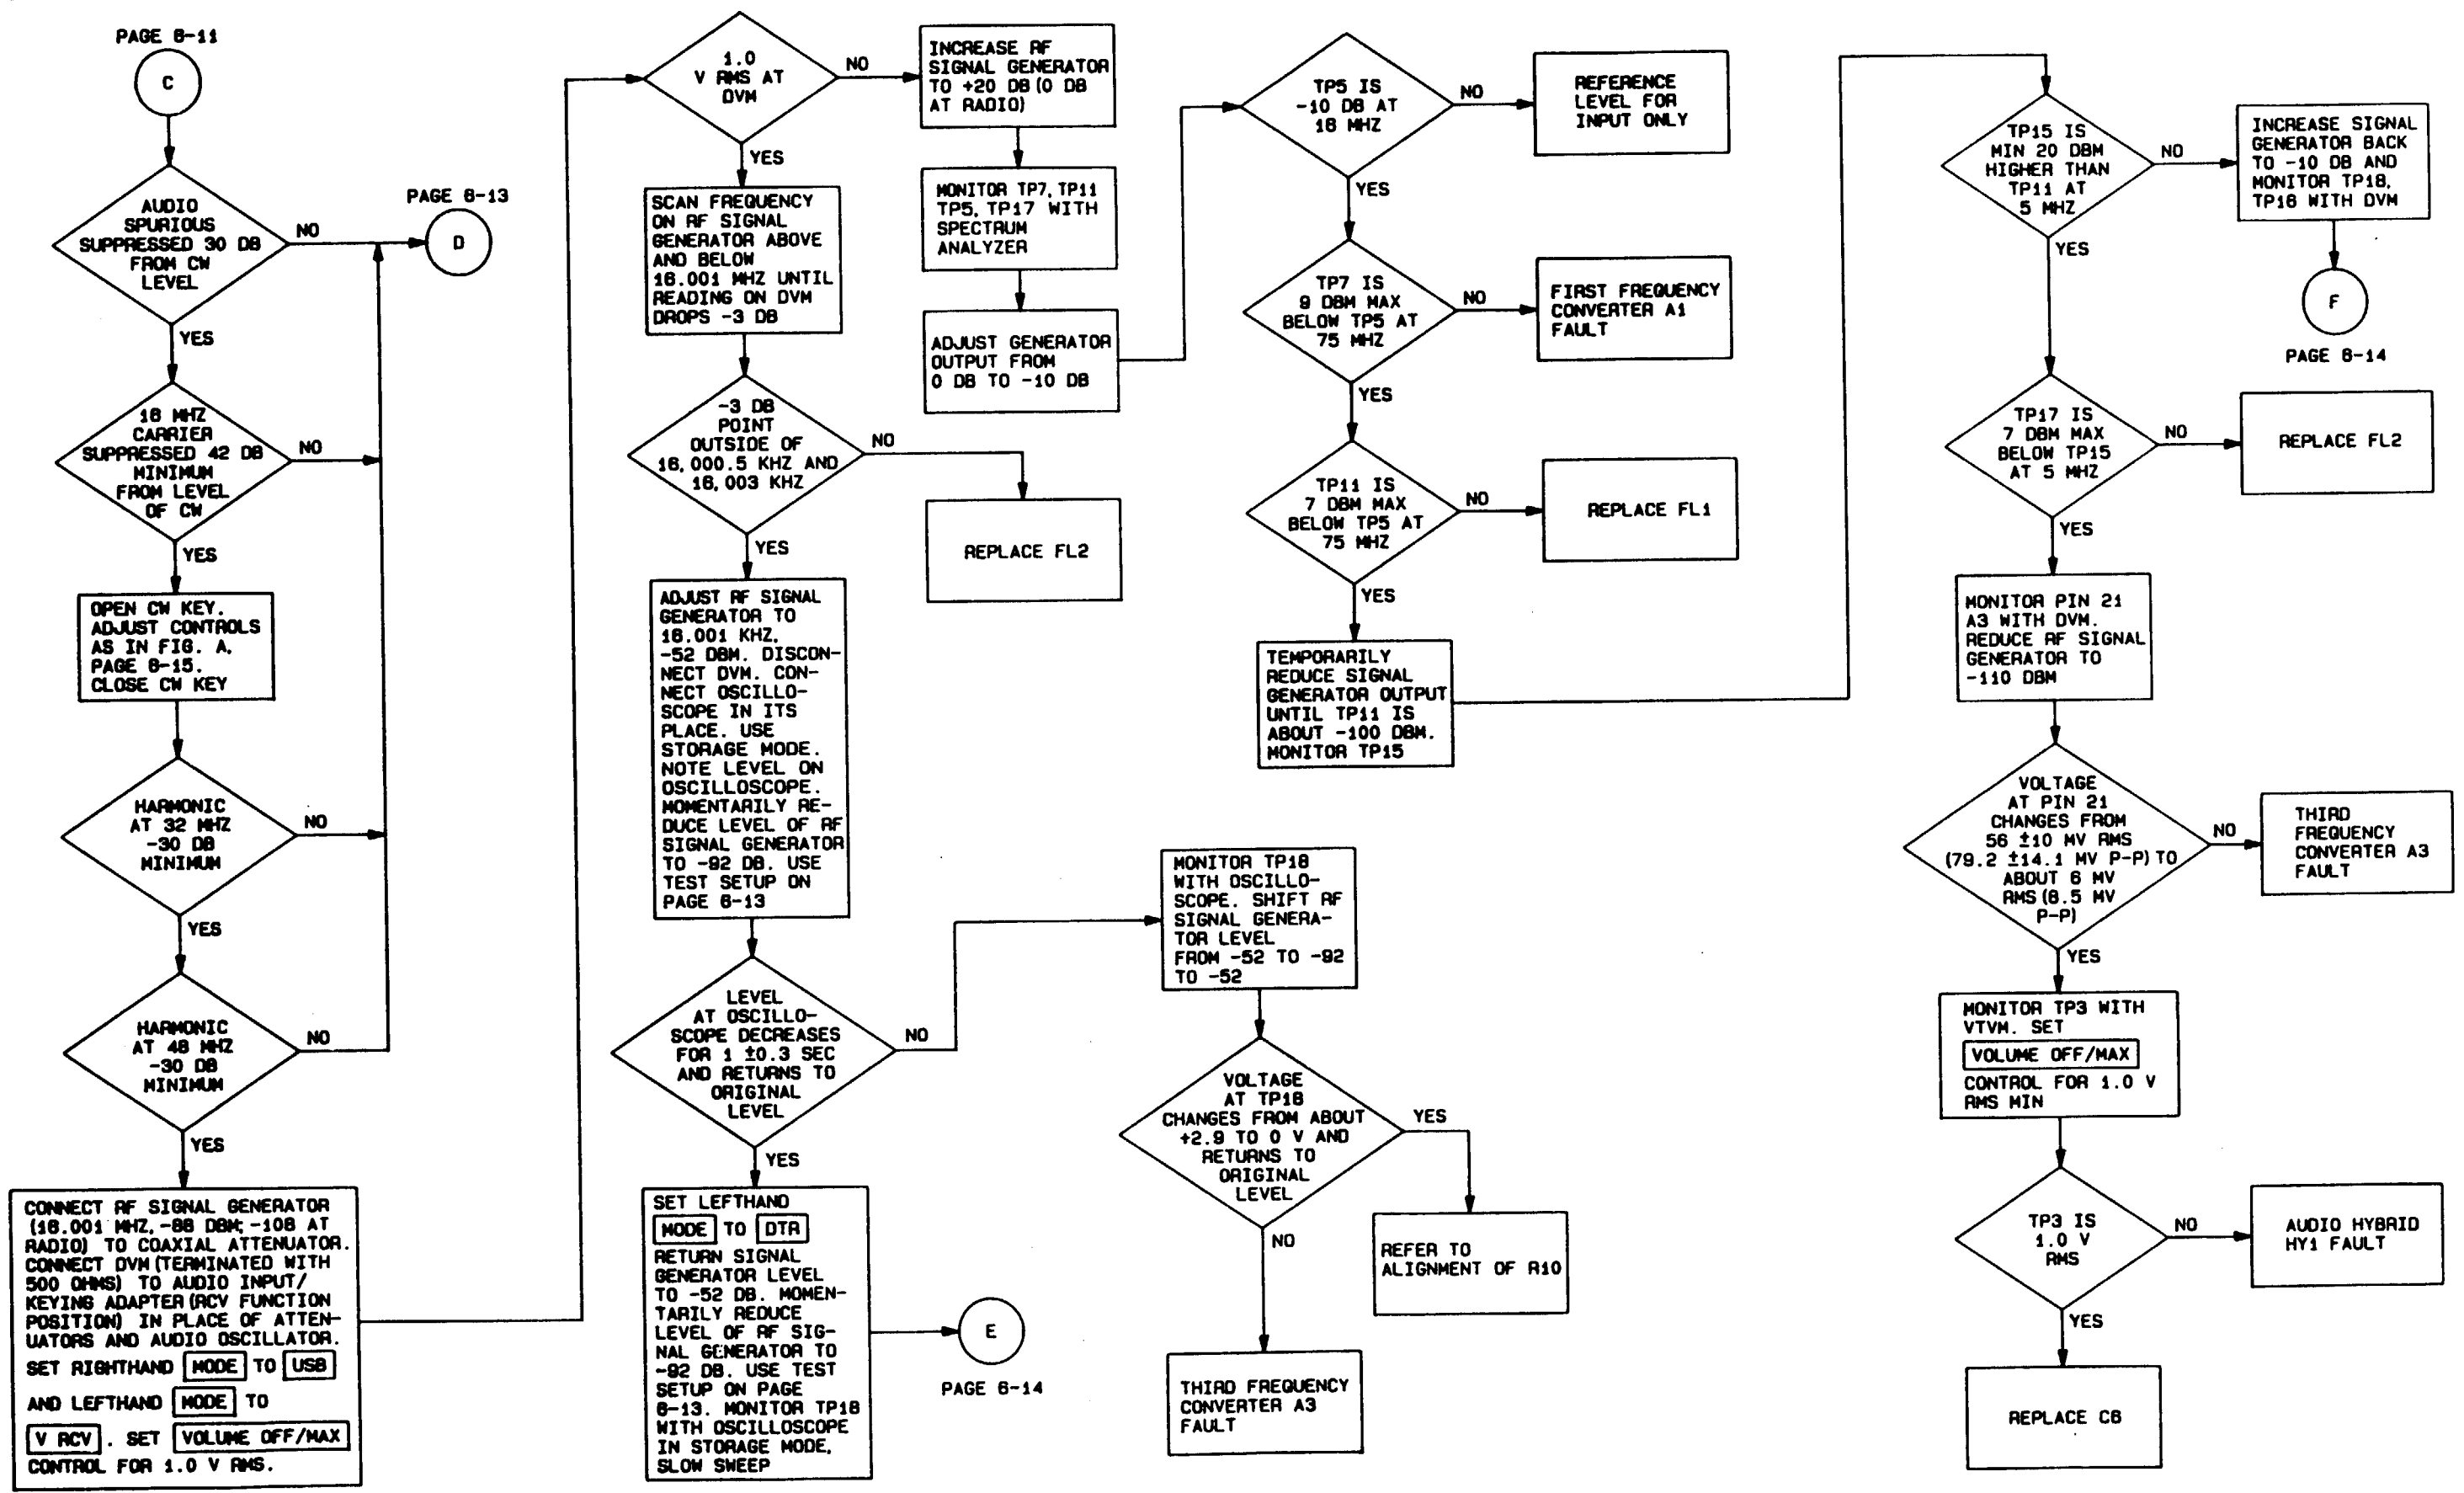 PAGE 6-11
C
AUDIO
SPURIOUS
SUPPRESSED 30 DB
FROM CW
LEVEL
NO
PAGE 6-13
D
YES
16 MHZ
CARRIER
SUPPRESSED 42 DB
MINIMUM
FROM LEVEL
OF CW
NO
YES
OPEN CW KEY.
ADJUST CONTROLS
AS IN FIG. A,
PAGE 6-15.
CLOSE CW KEY
HARMONIC
AT 32 MHZ
-30 DB
MINIMUM
NO
YES
HARMONIC
AT 48 MHZ
-30 DB
MINIMUM
NO
YES
CONNECT RF SIGNAL GENERATOR
(16.001 MHZ, -88 DBM; -108 AT
RADIO) TO COAXIAL ATTENUATOR.
CONNECT DVM (TERMINATED WITH
500 OHMS) TO AUDIO INPUT/
KEYING ADAPTER (RCV FUNCTION
POSITION) IN PLACE OF ATTEN-
UATORS AND AUDIO OSCILLATOR.
SET RIGHTHAND MODE TO USB
AND LEFTHAND MODE TO
V RCV . SET VOLUME OFF/MAX
CONTROL FOR 1.0 V RMS.
1.0
V RMS AT
DVM
NO
YES
SCAN FREQUENCY
ON RF SIGNAL
GENERATOR ABOVE
AND BELOW
16.001 MHZ UNTIL
READING ON DVM
DROPS -3 DB
-3 DB
POINT
OUTSIDE OF
16,000.5 KHZ AND
16,003 KHZ
NO
REPLACE FL2
YES
ADJUST RF SIGNAL
GENERATOR TO
16.001 KHZ,
-52 DBM. DISCON-
NECT DVM. CON-
NECT OSCILLO-
SCOPE IN ITS
PLACE. USE
STORAGE MODE.
NOTE LEVEL ON
OSCILLOSCOPE.
MOMENTARILY RE-
DUCE LEVEL OF RF
SIGNAL GENERATOR
TO -92 DB. USE
TEST SETUP ON
PAGE 6-13
LEVEL
AT OSCILLO-
SCOPE DECREASES
FOR 1 ±0.3 SEC
AND RETURNS TO
ORIGINAL
LEVEL
NO
YES
SET LEFTHAND
MODE TO DTR
RETURN SIGNAL
GENERATOR LEVEL
TO -52 DB. MOMEN-
TARILY REDUCE
LEVEL OF RF SIG-
NAL GENERATOR TO
-92 DB. USE TEST
SETUP ON PAGE
6-13. MONITOR TP18
WITH OSCILLOSCOPE
IN STORAGE MODE,
SLOW SWEEP
E
PAGE 6-14
INCREASE RF
SIGNAL GENERATOR
TO +20 DB (0 DB
AT RADIO)
MONITOR TP7, TP11
TP5, TP17 WITH
SPECTRUM
ANALYZER
ADJUST GENERATOR
OUTPUT FROM
0 DB TO -10 DB
MONITOR TP18
WITH OSCILLO-
SCOPE. SHIFT RF
SIGNAL GENERA-
TOR LEVEL
FROM -52 TO -92
TO -52
VOLTAGE
AT TP18
CHANGES FROM ABOUT
+2.9 TO 0 V AND
RETURNS TO
ORIGINAL
LEVEL
YES
REFER TO
ALIGNMENT OF R10
NO
THIRD FREQUENCY
CONVERTER A3
FAULT
TP5 IS
-10 DB AT
16 MHZ
NO
REFERENCE
LEVEL FOR
INPUT ONLY
YES
TP7 IS
9 DBM MAX
BELOW TP5 AT
75 MHZ
NO
FIRST FREQUENCY
CONVERTER A1
FAULT
YES
TP11 IS
7 DBM MAX
BELOW TP5 AT
75 MHZ
NO
REPLACE FL1
YES
TEMPORARILY
REDUCE SIGNAL
GENERATOR OUTPUT
UNTIL TP11 IS
ABOUT -100 DBM.
MONITOR TP15
TP15 IS
MIN 20 DBM
HIGHER THAN
TP11 AT
5 MHZ
NO
INCREASE SIGNAL
GENERATOR BACK
TO -10 DB AND
MONITOR TP18,
TP16 WITH DVM
F
PAGE 6-14
YES
TP17 IS
7 DBM MAX
BELOW TP15
AT 5 MHZ
NO
REPLACE FL2
YES
MONITOR PIN 21
A3 WITH DVM.
REDUCE RF SIGNAL
GENERATOR TO
-110 DBM
VOLTAGE
AT PIN 21
CHANGES FROM
56 ±10 MV RMS
(79.2 ±14.1 MV P-P) TO
ABOUT 6 MV
RMS (8.5 MV
P-P)
NO
THIRD
FREQUENCY
CONVERTER A3
FAULT
YES
MONITOR TP3 WITH
VTVM. SET
VOLUME OFF/MAX
CONTROL FOR 1.0 V
RMS MIN
TP3 IS
1.0 V
RMS
NO
AUDIO HYBRID
HY1 FAULT
YES
REPLACE C6